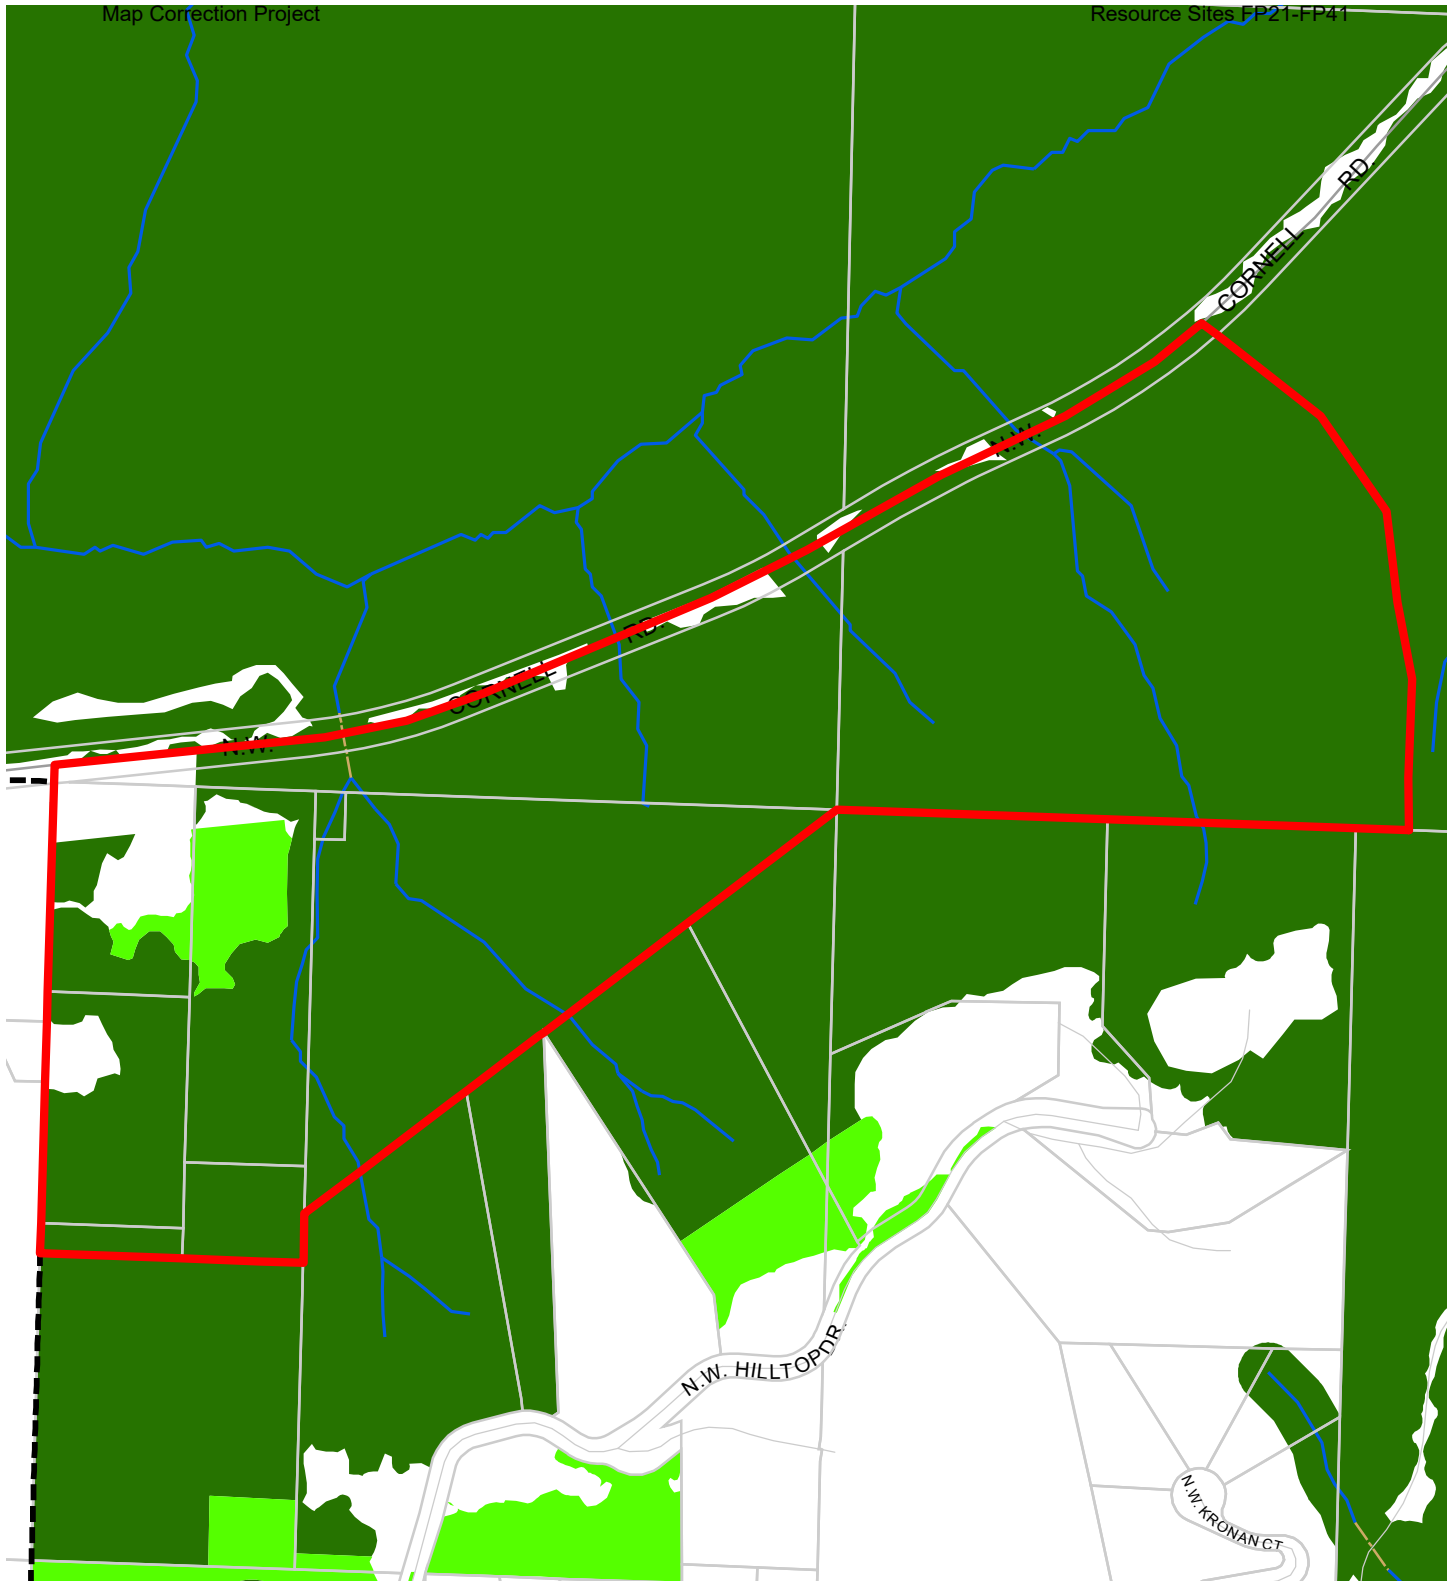 Map Correction Project
Resource Sites FP21-FP41
N.W. CORNELL RD.
N.W. CORNELL RD.
N.W. HILLTOP DR.
N.W. KRONAN CT